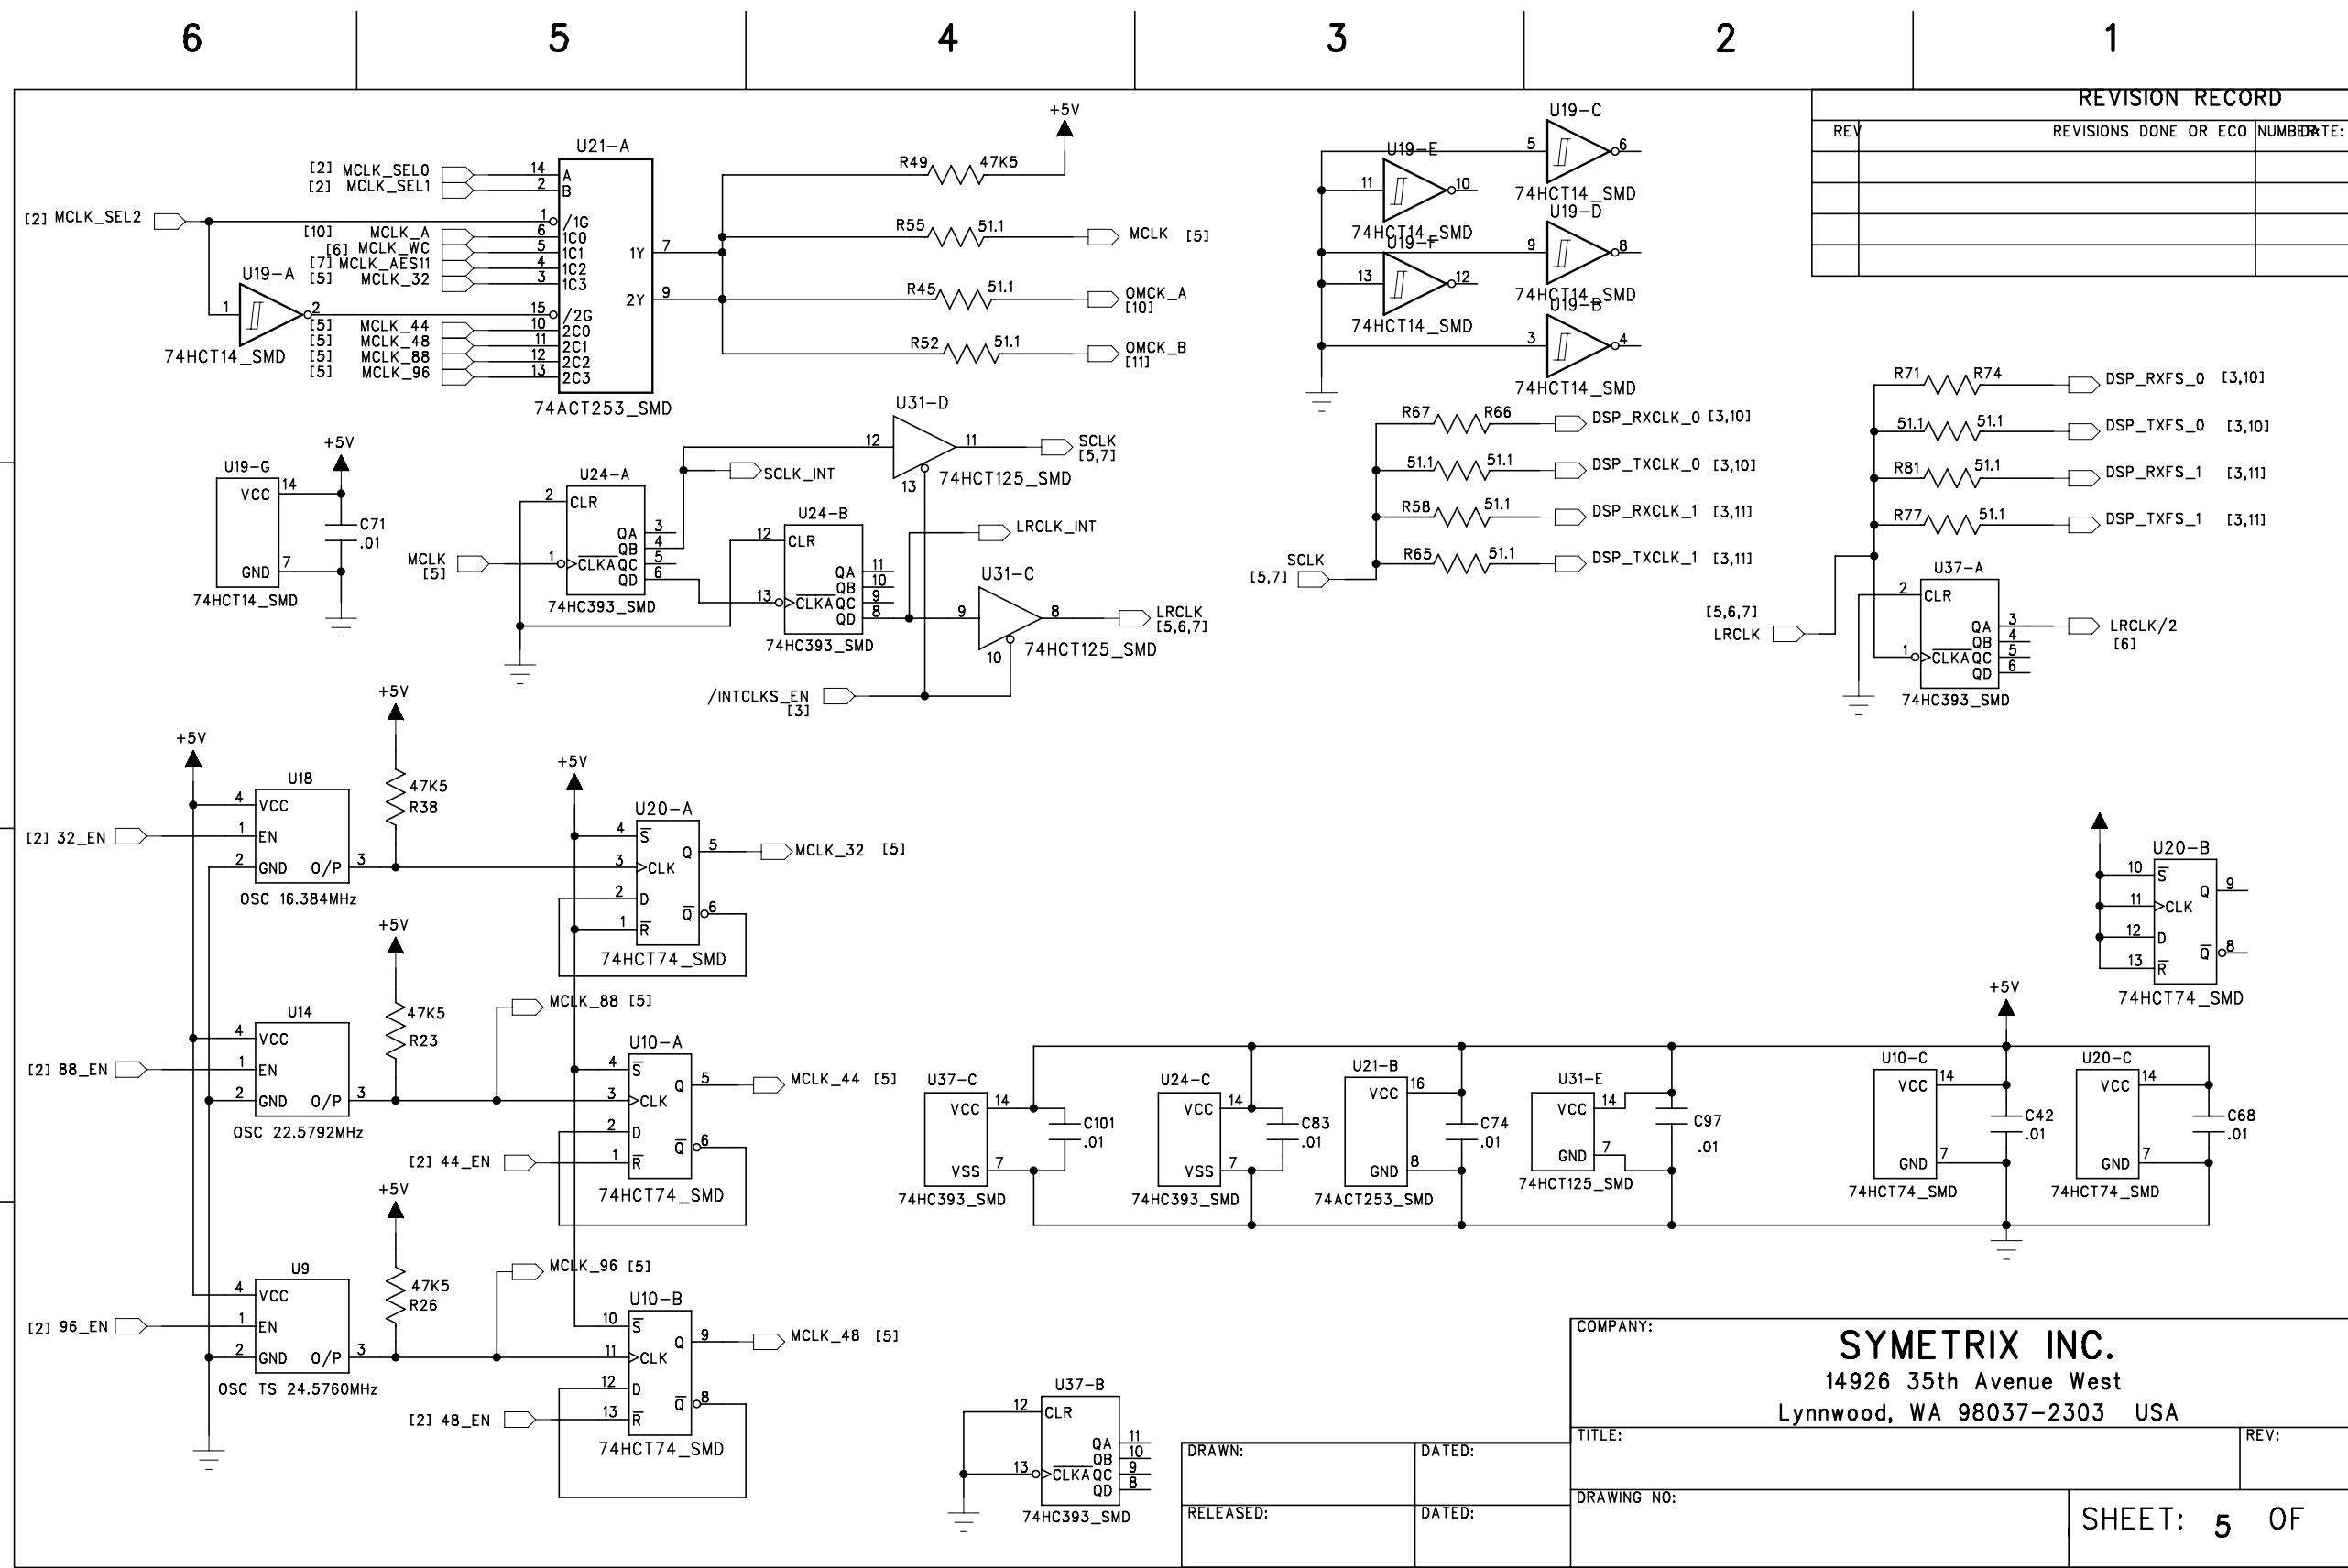 6 5 4 3 2 1
REVISION RECORD
REV REVISIONS DONE OR ECO NUMBER: DATE:
U21-A
[2] MCLK_SEL0 14 A
[2] MCLK_SEL1 2 B
[2] MCLK_SEL2 1 /1G
[10] MCLK_A 6 1C0
[6] MCLK_WC 5 1C1
[7] MCLK_AES11 4 1C2
[5] MCLK_32 3 1C3
1Y 7
2Y 9
U19-A
1 2
74HCT14_SMD
15 /2G
[5] MCLK_44 10 2C0
[5] MCLK_48 11 2C1
[5] MCLK_88 12 2C2
[5] MCLK_96 13 2C3
74ACT253_SMD
+5V
R49 47K5
R55 51.1 MCLK [5]
R45 51.1 OMCK_A
[10]
R52 51.1 OMCK_B
[11]
U19-C
5 6
74HCT14_SMD
U19-E
11 10
74HCT14_SMD
U19-D
9 8
74HCT14_SMD
U19-F
13 12
74HCT14_SMD
U19-B
3 4
74HCT14_SMD
U19-G
VCC 14
GND 7
74HCT14_SMD
+5V
C71
.01
U24-A
2 CLR
MCLK
[5]
1 CLKA
QA 3
QB 4
QC 5
QD 6
74HC393_SMD
SCLK_INT
U31-D
12 11
13
74HCT125_SMD
SCLK
[5,7]
U24-B
12 CLR
13 CLKA
QA 11
QB 10
QC 9
QD 8
74HC393_SMD
LRCLK_INT
U31-C
9 8
10
74HCT125_SMD
LRCLK
[5,6,7]
/INTCLKS_EN
[3]
R67 R66 DSP_RXCLK_0 [3,10]
51.1 51.1 DSP_TXCLK_0 [3,10]
R58 51.1 DSP_RXCLK_1 [3,11]
R65 51.1 DSP_TXCLK_1 [3,11]
SCLK
[5,7]
R71 R74 DSP_RXFS_0 [3,10]
51.1 51.1 DSP_TXFS_0 [3,10]
R81 51.1 DSP_RXFS_1 [3,11]
R77 51.1 DSP_TXFS_1 [3,11]
[5,6,7]
LRCLK
U37-A
2 CLR
1 CLKA
QA 3
QB 4
QC 5
QD 6
74HC393_SMD
LRCLK/2
[6]
+5V
+5V
+5V
U18
4 VCC
[2] 32_EN 1 EN
2 GND O/P 3
OSC 16.384MHz
47K5
R38
U20-A
4 S
3 CLK
2 D
1 R
Q 5
Q 6
74HCT74_SMD
MCLK_32 [5]
+5V
U14
4 VCC
[2] 88_EN 1 EN
2 GND O/P 3
OSC 22.5792MHz
47K5
R23
MCLK_88 [5]
U10-A
4 S
3 CLK
2 D
[2] 44_EN 1 R
Q 5
Q 6
74HCT74_SMD
MCLK_44 [5]
+5V
U9
4 VCC
[2] 96_EN 1 EN
2 GND O/P 3
OSC TS 24.5760MHz
47K5
R26
MCLK_96 [5]
U10-B
10 S
11 CLK
12 D
[2] 48_EN 13 R
Q 9
Q 8
74HCT74_SMD
MCLK_48 [5]
U20-B
10 S
11 CLK
12 D
13 R
Q 9
Q 8
74HCT74_SMD
+5V
U37-C
VCC 14
VSS 7
74HC393_SMD
C101
.01
U24-C
VCC 14
VSS 7
74HC393_SMD
C83
.01
U21-B
VCC 16
GND 8
74ACT253_SMD
C74
.01
U31-E
VCC 14
GND 7
74HCT125_SMD
C97
.01
U10-C
VCC 14
GND 7
74HCT74_SMD
C42
.01
U20-C
VCC 14
GND 7
74HCT74_SMD
C68
.01
U37-B
12 CLR
13 CLKA
QA 11
QB 10
QC 9
QD 8
74HC393_SMD
COMPANY:
SYMETRIX INC.
14926 35th Avenue West
Lynnwood, WA 98037-2303 USA
TITLE: REV:
DRAWN: DATED:
DRAWING NO:
RELEASED: DATED:
SHEET: 5 OF